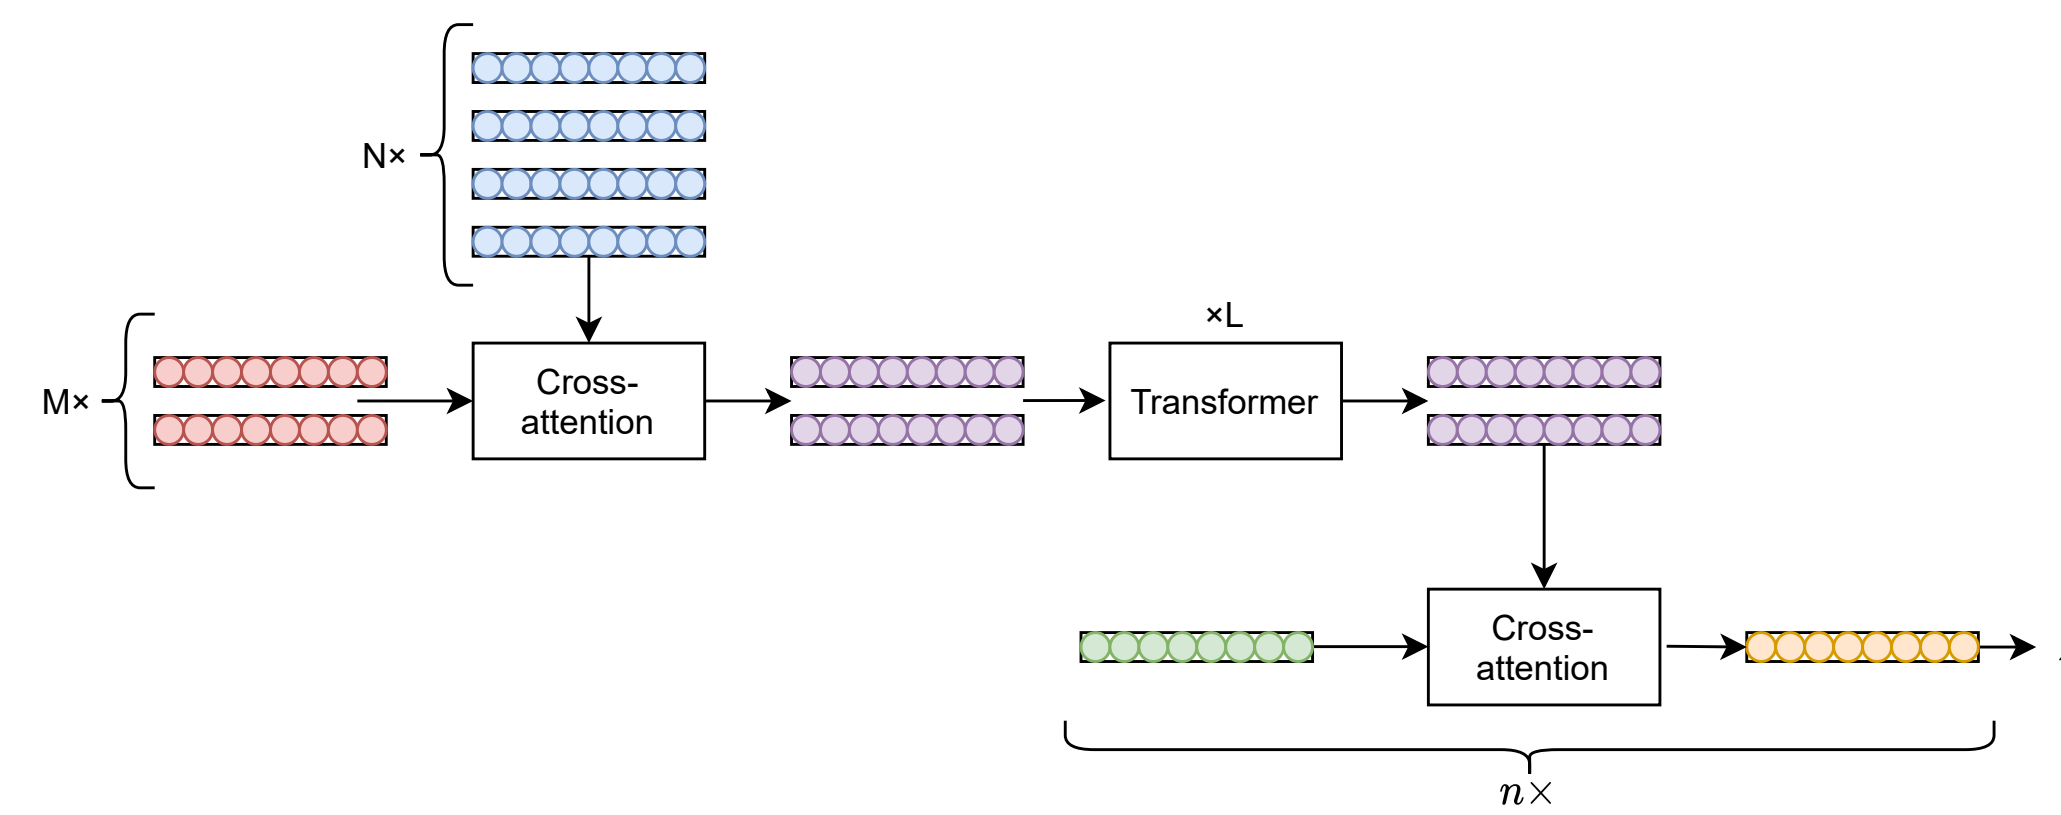 N×
M×
Cross-
attention
×L
Transformer
Cross-
attention
n×